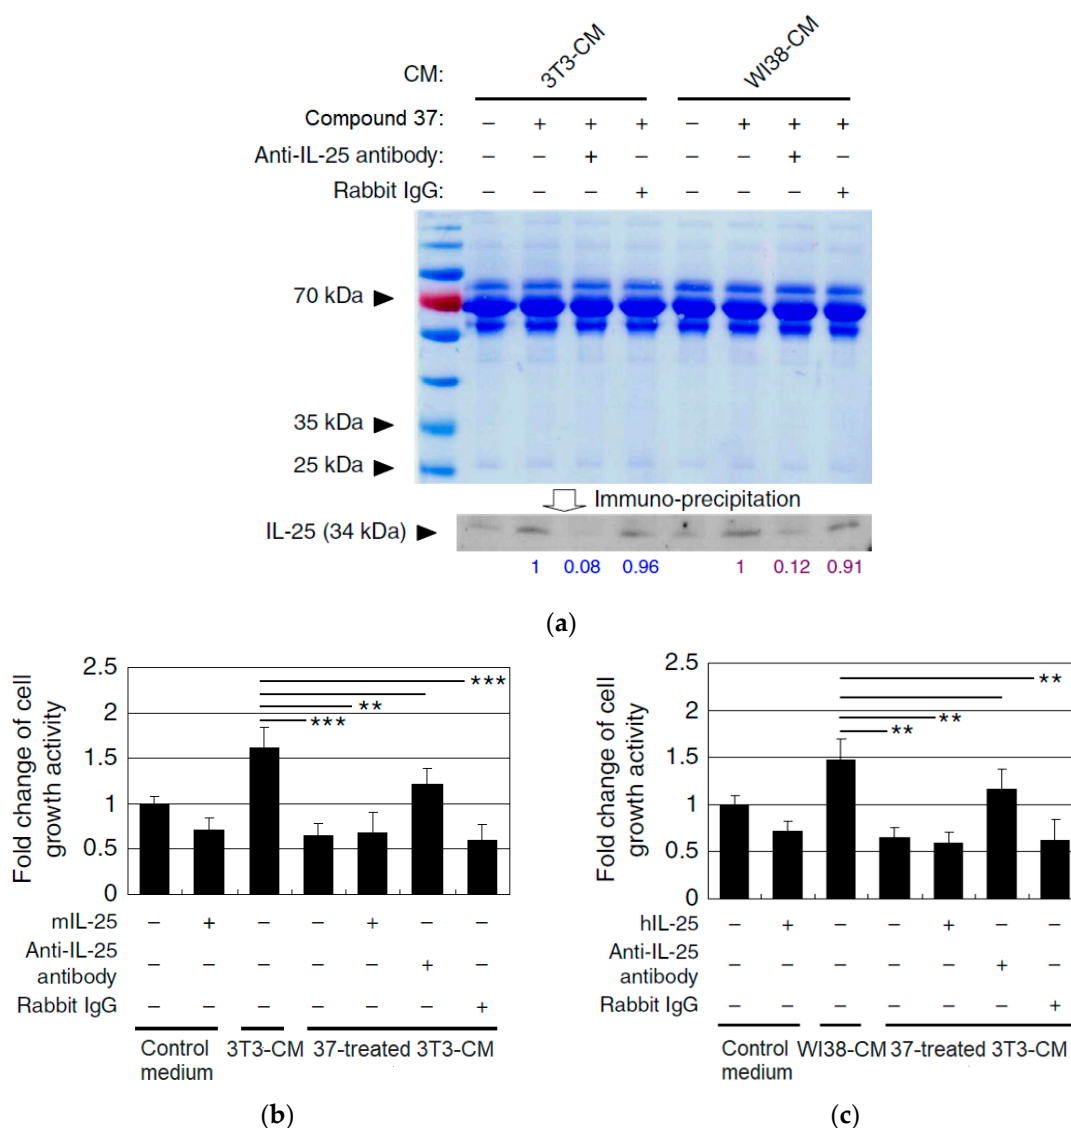 CM: 3T3-CM WI38-CM
Compound 37: – + + + – + + +
Anti-IL-25 antibody: – – + – – – + –
Rabbit IgG: – – – + – – – +
70 kDa
35 kDa
25 kDa
Immuno-precipitation
IL-25 (34 kDa)
1 0.08 0.96 1 0.12 0.91
(a)
Fold change of cell
growth activity
2.5
2
1.5
1
0.5
0
***
**
***
mIL-25 – + – – + – –
Anti-IL-25
antibody – – – – – + –
Rabbit IgG – – – – – – +
Control
medium
3T3-CM
37-treated 3T3-CM
(b)
Fold change of cell
growth activity
2.5
2
1.5
1
0.5
0
**
**
**
hIL-25 – + – – + – –
Anti-IL-25
antibody – – – – – + –
Rabbit IgG – – – – – – +
Control
medium
WI38-CM
37-treated 3T3-CM
(c)